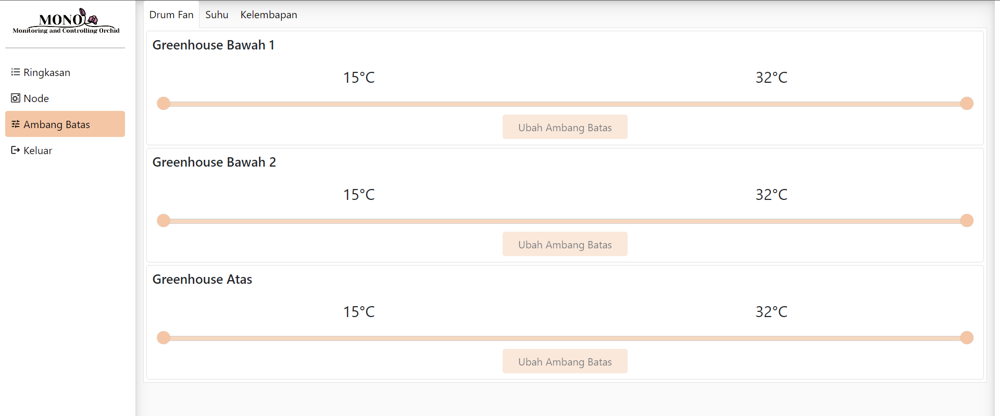 MONO
Monitoring and Controlling Orchid
Ringkasan
Node
Ambang Batas
Keluar
Drum Fan Suhu Kelembapan
Greenhouse Bawah 1
15°C 32°C
Ubah Ambang Batas
Greenhouse Bawah 2
15°C 32°C
Ubah Ambang Batas
Greenhouse Atas
15°C 32°C
Ubah Ambang Batas